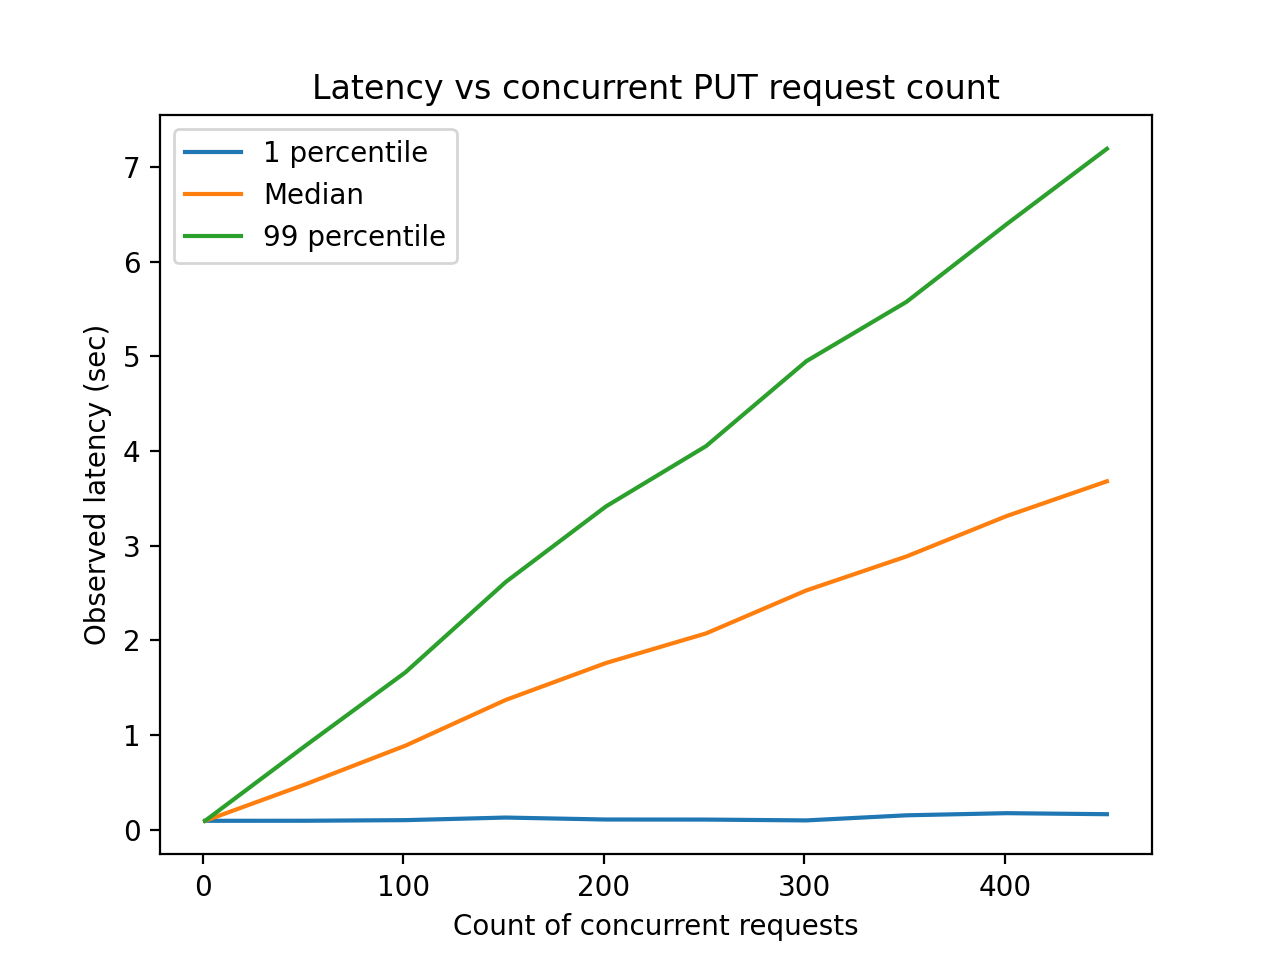 Latency vs concurrent PUT request count
1 percentile
Median
99 percentile
7
6
5
4
3
2
1
0
Observed latency (sec)
0 100 200 300 400
Count of concurrent requests